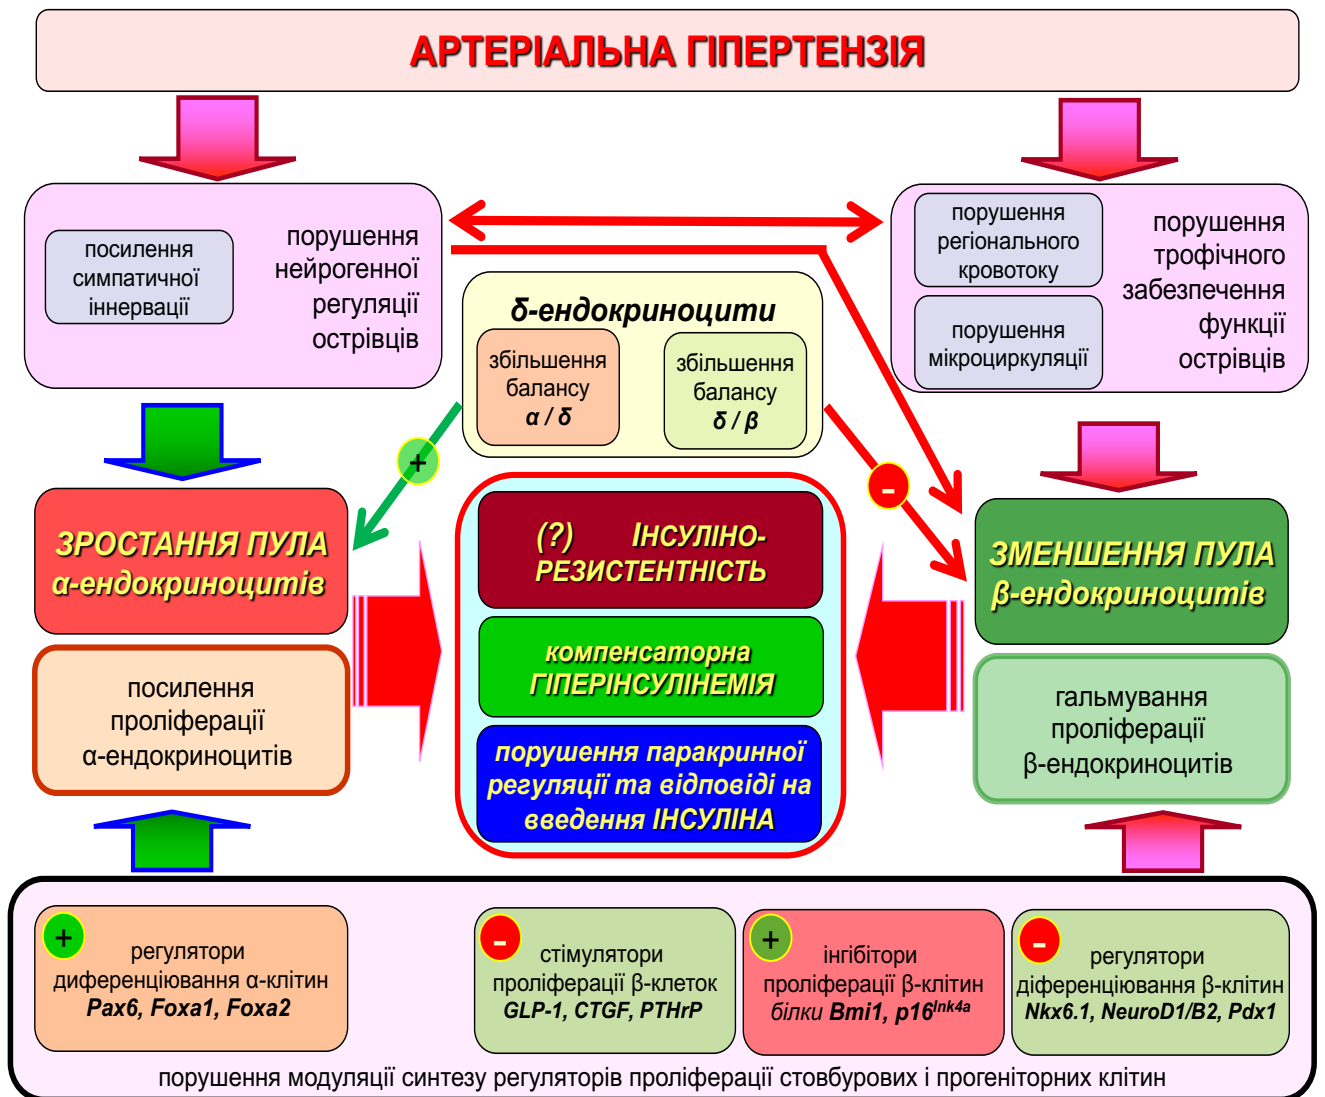 АРТЕРІАЛЬНА ГІПЕРТЕНЗІЯ
посилення
симпатичної
іннервації
порушення
нейрогенної
регуляції
острівців
порушення
регіонального
кровотоку
порушення
мікроциркуляції
порушення
трофічного
забезпечення
функції
острівців
δ-ендокриноцити
збільшення
балансу
α / δ
збільшення
балансу
δ / β
+
-
ЗРОСТАННЯ ПУЛА
α-ендокриноцитів
посилення
проліферації
α-ендокриноцитів
(?) ІНСУЛІНО-
РЕЗИСТЕНТНІСТЬ
компенсаторна
ГІПЕРІНСУЛІНЕМІЯ
порушення паракринної
регуляції та відповіді на
введення ІНСУЛІНА
ЗМЕНШЕННЯ ПУЛА
β-ендокриноцитів
гальмування
проліферації
β-ендокриноцитів
+
регулятори
диференціювання α-клітин
Pax6, Foxa1, Foxa2
-
стімулятори
проліферації β-клеток
GLP-1, CTGF, PTHrP
+
інгібітори
проліферації β-клітин
білки Bmi1, p16Ink4a
-
регулятори
діференціювання β-клітин
Nkx6.1, NeuroD1/B2, Pdx1
порушення модуляції синтезу регуляторів проліферації стовбурових і прогеніторних клітин